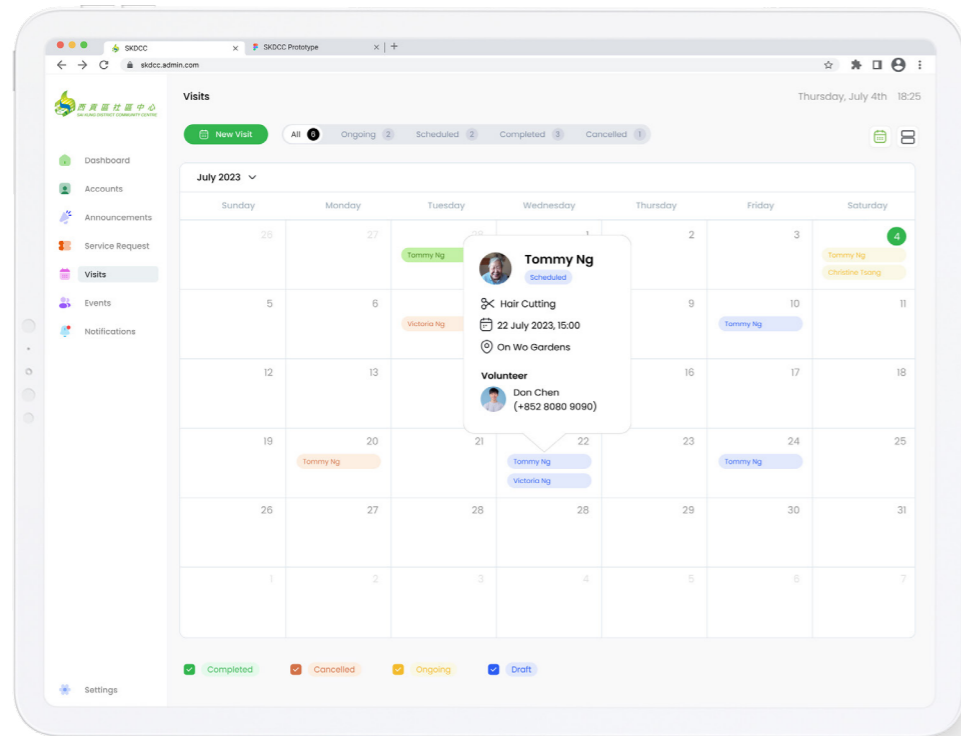 SKDCC
SKDCC Prototype
skdcc.admin.com
西貢區社區中心
SAI KUNG DISTRICT COMMUNITY CENTRE
Visits
Thursday, July 4th 18:25
New Visit
All 6
Ongoing 2
Scheduled 2
Completed 3
Cancelled 1
Dashboard
Accounts
Announcements
Service Request
Visits
Events
Notifications
Settings
July 2023
Sunday Monday Tuesday Wednesday Thursday Friday Saturday
26 27 28 1 2 3 4
Tommy Ng
Tommy Ng
Christine Tsang
5 6 9 10 11
Victoria Ng
Tommy Ng
12 13 16 17 18
19 20 21 22 23 24 25
Tommy Ng
Tommy Ng
Tommy Ng
Victoria Ng
26 27 28 28 29 30 31
1 2 3 4 5 6 7
Tommy Ng
Scheduled
Hair Cutting
22 July 2023, 15:00
On Wo Gardens
Volunteer
Don Chen
(+852 8080 9090)
Completed
Cancelled
Ongoing
Draft